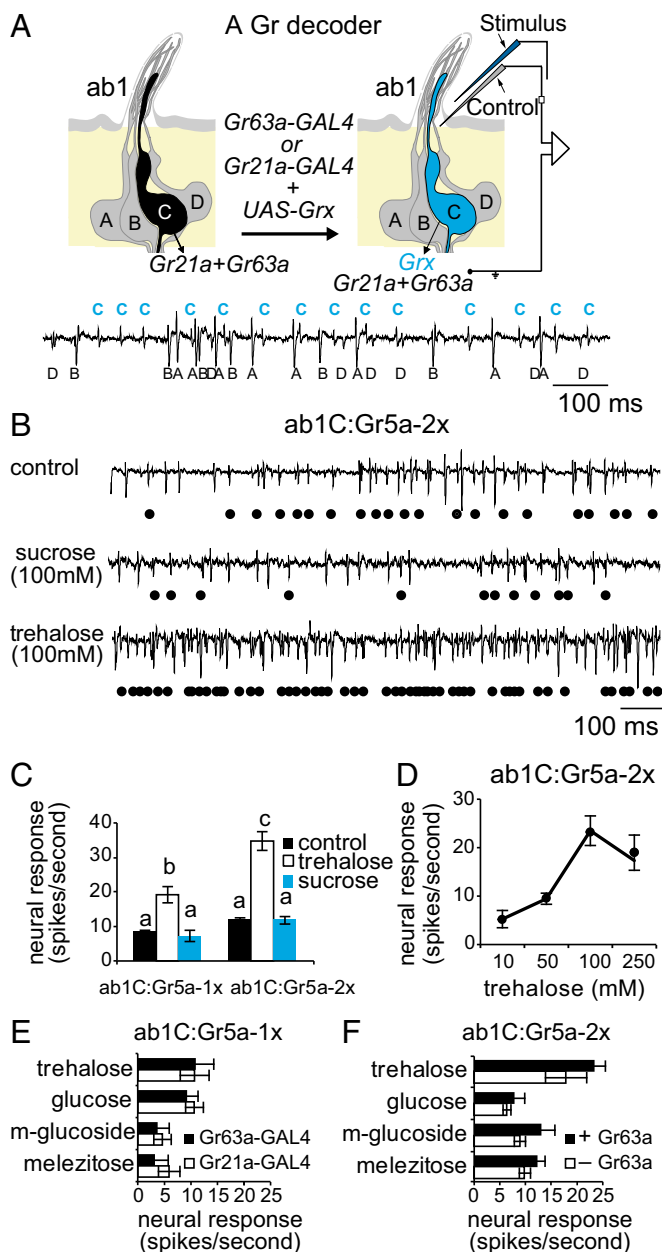 A
A Gr decoder
ab1
Gr63a-GAL4
or
Gr21a-GAL4
+
UAS-Grx
ab1
Stimulus
Control
A B C D
A B C D
Gr21a+Gr63a
Grx
Gr21a+Gr63a
C C C C C C C C C C C C C C
D B BA ABDA B A A B D A D D B A DA D
100 ms
B
ab1C:Gr5a-2x
control
sucrose
(100mM)
trehalose
(100mM)
100 ms
C
neural response
(spikes/second)
40
30
20
10
0
a b a a c a
control
trehalose
sucrose
ab1C:Gr5a-1x ab1C:Gr5a-2x
D
ab1C:Gr5a-2x
neural response
(spikes/second)
30
20
10
0
10 50 100 250
trehalose (mM)
E
ab1C:Gr5a-1x
trehalose
glucose
m-glucoside
melezitose
Gr63a-GAL4
Gr21a-GAL4
0 5 10 15 20 25
neural response
(spikes/second)
F
ab1C:Gr5a-2x
trehalose
glucose
m-glucoside
melezitose
+ Gr63a
− Gr63a
0 5 10 15 20 25
neural response
(spikes/second)